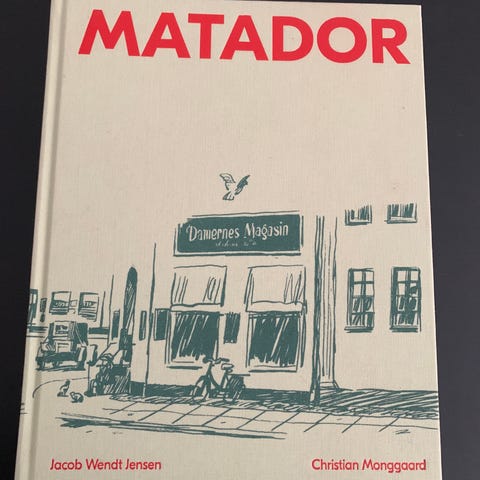 MATADOR
Damernes Magasin
Jacob Wendt Jensen
Christian Monggaard